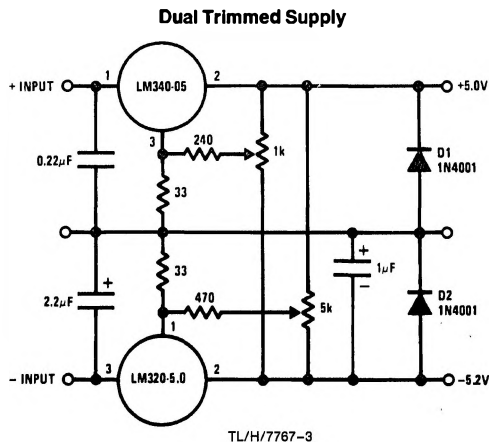 Dual Trimmed Supply
+ INPUT
1
LM340-05
2
+5.0V
3
240
1k
D1
1N4001
0.22μF
33
33
+
1μF
−
+
2.2μF
470
5k
D2
1N4001
1
− INPUT
3
LM320-5.0
2
−5.2V
TL/H/7767–3